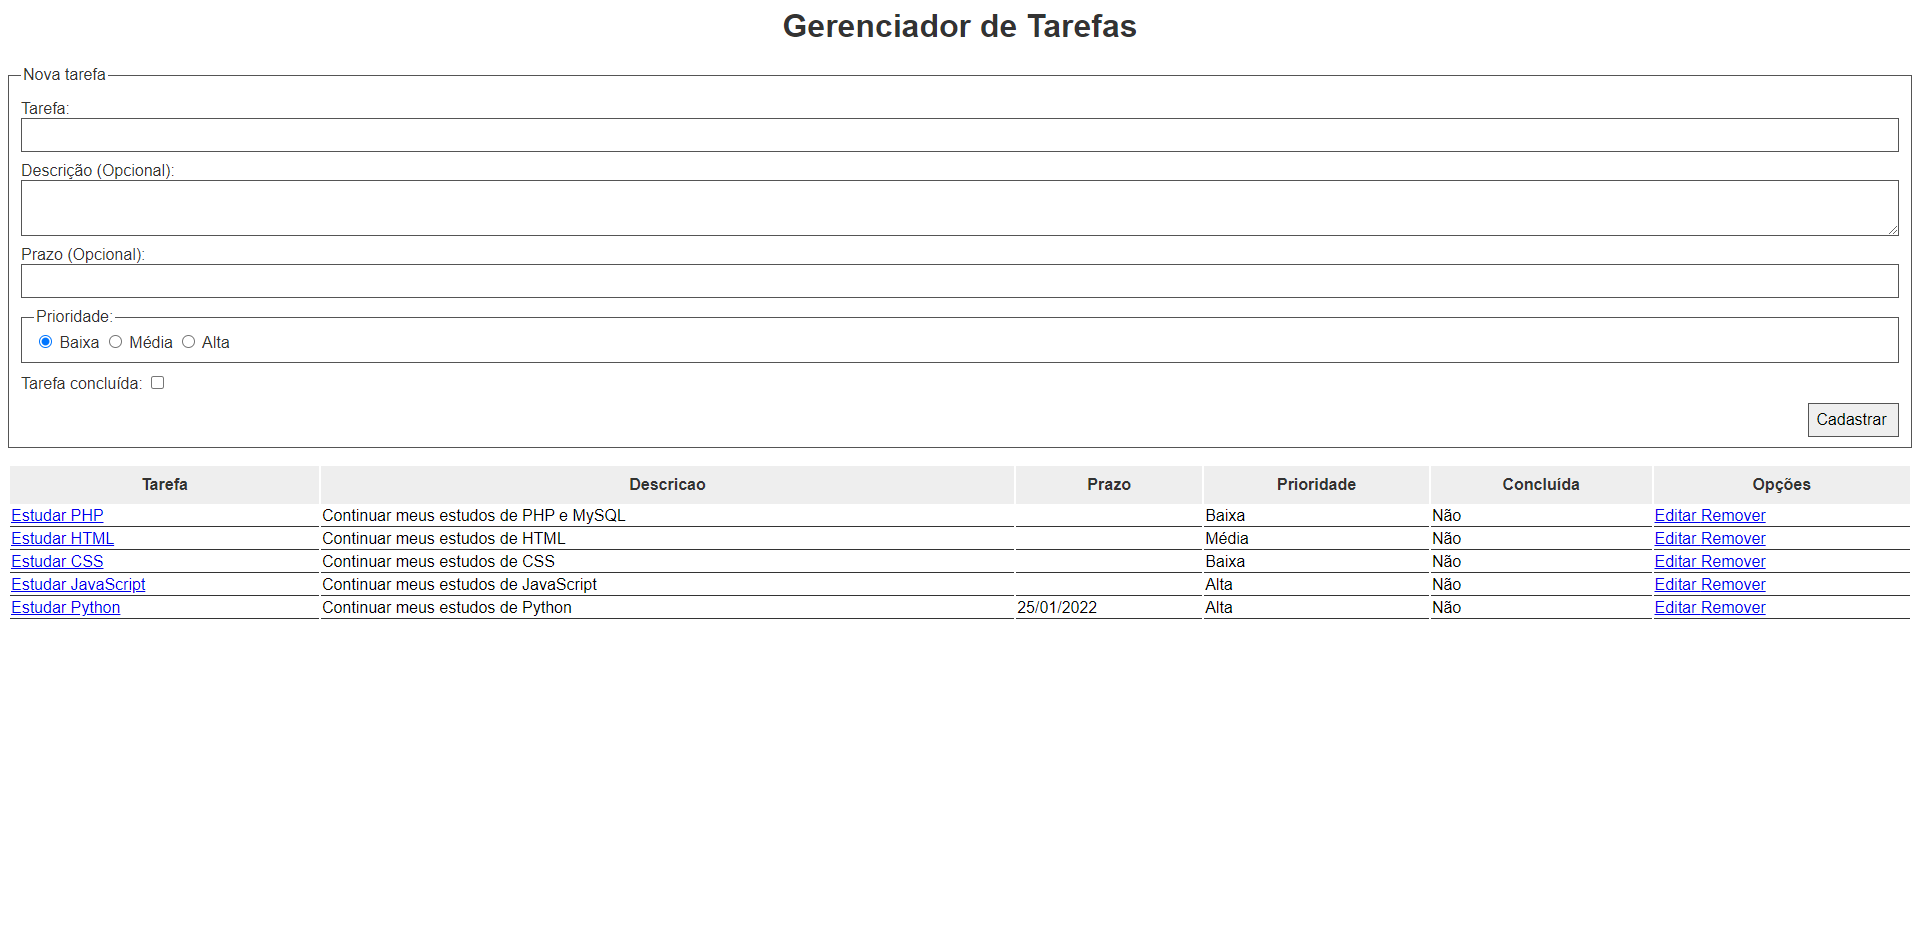 Gerenciador de Tarefas
Nova tarefa
Tarefa:
Descrição (Opcional):
Prazo (Opcional):
Prioridade:
Baixa Média Alta
Tarefa concluída:
Cadastrar
Tarefa Descricao Prazo Prioridade Concluída Opções
Estudar PHP Continuar meus estudos de PHP e MySQL Baixa Não Editar Remover
Estudar HTML Continuar meus estudos de HTML Média Não Editar Remover
Estudar CSS Continuar meus estudos de CSS Baixa Não Editar Remover
Estudar JavaScript Continuar meus estudos de JavaScript Alta Não Editar Remover
Estudar Python Continuar meus estudos de Python 25/01/2022 Alta Não Editar Remover